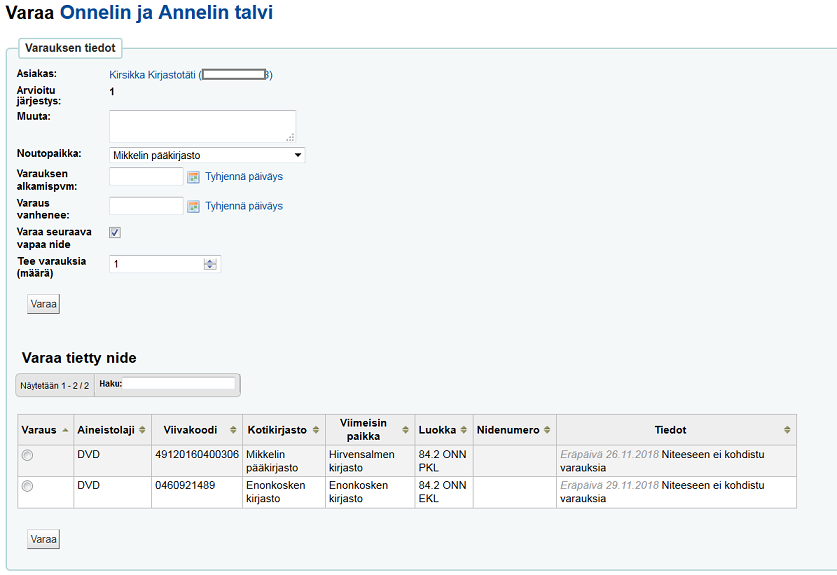 Varaa Onnelin ja Annelin talvi
Varauksen tiedot
Asiakas: Kirsikka Kirjastotäti ( 3)
Arvioitu järjestys: 1
Muuta:
Noutopaikka: Mikkelin pääkirjasto
Varauksen alkamispvm: Tyhjennä päiväys
Varaus vanhenee: Tyhjennä päiväys
Varaa seuraava vapaa nide
Tee varauksia (määrä) 1
Varaa
Varaa tietty nide
Näytetään 1 - 2 / 2 Haku:
Varaus Aineistolaji Viivakoodi Kotikirjasto Viimeisin paikka Luokka Nidenumero Tiedot
DVD 49120160400306 Mikkelin pääkirjasto Hirvensalmen kirjasto 84.2 ONN PKL Eräpäivä 26.11.2018 Niteeseen ei kohdistu varauksia
DVD 0460921489 Enonkosken kirjasto Enonkosken kirjasto 84.2 ONN EKL Eräpäivä 29.11.2018 Niteeseen ei kohdistu varauksia
Varaa